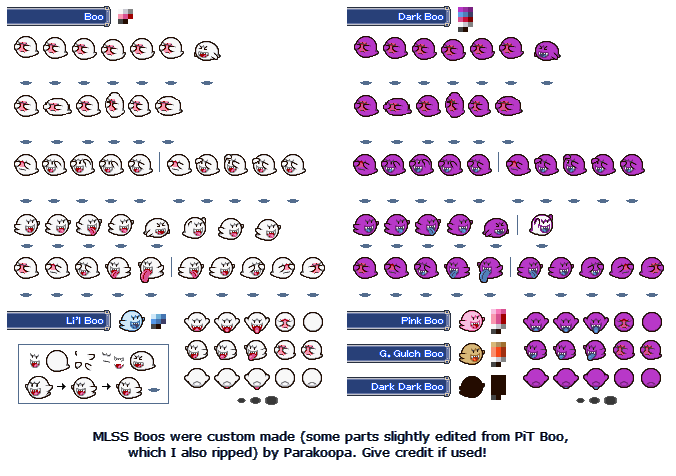 Boo
Dark Boo
Li'l Boo
Pink Boo
G. Gulch Boo
Dark Dark Boo
MLSS Boos were custom made (some parts slightly edited from PiT Boo,
which I also ripped) by Parakoopa. Give credit if used!